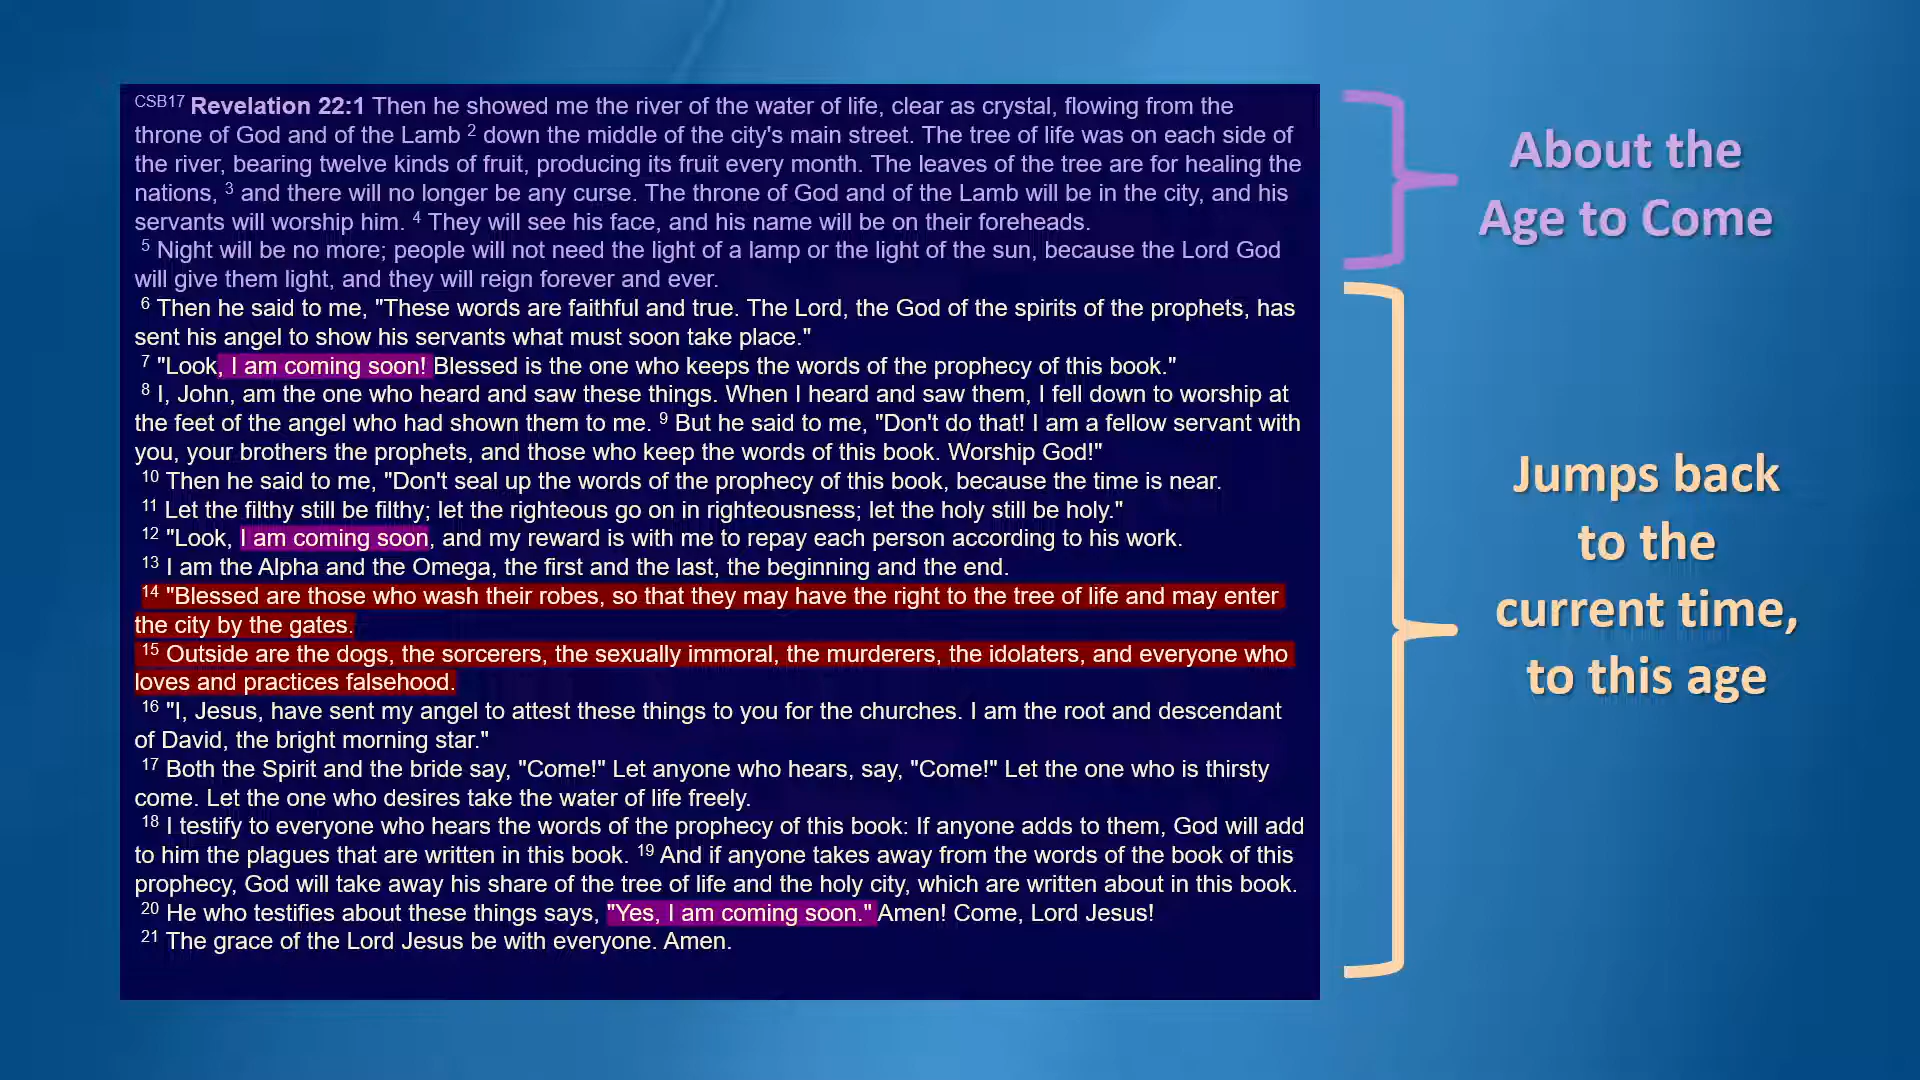 CSB17 Revelation 22:1 Then he showed me the river of the water of life, clear as crystal, flowing from the
throne of God and of the Lamb 2 down the middle of the city's main street. The tree of life was on each side of
the river, bearing twelve kinds of fruit, producing its fruit every month. The leaves of the tree are for healing the
nations, 3 and there will no longer be any curse. The throne of God and of the Lamb will be in the city, and his
servants will worship him. 4 They will see his face, and his name will be on their foreheads.
5 Night will be no more; people will not need the light of a lamp or the light of the sun, because the Lord God
will give them light, and they will reign forever and ever.
6 Then he said to me, "These words are faithful and true. The Lord, the God of the spirits of the prophets, has
sent his angel to show his servants what must soon take place."
7 "Look, I am coming soon! Blessed is the one who keeps the words of the prophecy of this book."
8 I, John, am the one who heard and saw these things. When I heard and saw them, I fell down to worship at
the feet of the angel who had shown them to me. 9 But he said to me, "Don't do that! I am a fellow servant with
you, your brothers the prophets, and those who keep the words of this book. Worship God!"
10 Then he said to me, "Don't seal up the words of the prophecy of this book, because the time is near.
11 Let the filthy still be filthy; let the righteous go on in righteousness; let the holy still be holy."
12 "Look, I am coming soon, and my reward is with me to repay each person according to his work.
13 I am the Alpha and the Omega, the first and the last, the beginning and the end.
14 "Blessed are those who wash their robes, so that they may have the right to the tree of life and may enter
the city by the gates.
15 Outside are the dogs, the sorcerers, the sexually immoral, the murderers, the idolaters, and everyone who
loves and practices falsehood.
16 "I, Jesus, have sent my angel to attest these things to you for the churches. I am the root and descendant
of David, the bright morning star."
17 Both the Spirit and the bride say, "Come!" Let anyone who hears, say, "Come!" Let the one who is thirsty
come. Let the one who desires take the water of life freely.
18 I testify to everyone who hears the words of the prophecy of this book: If anyone adds to them, God will add
to him the plagues that are written in this book. 19 And if anyone takes away from the words of the book of this
prophecy, God will take away his share of the tree of life and the holy city, which are written about in this book.
20 He who testifies about these things says, "Yes, I am coming soon." Amen! Come, Lord Jesus!
21 The grace of the Lord Jesus be with everyone. Amen.
About the
Age to Come
Jumps back
to the
current time,
to this age